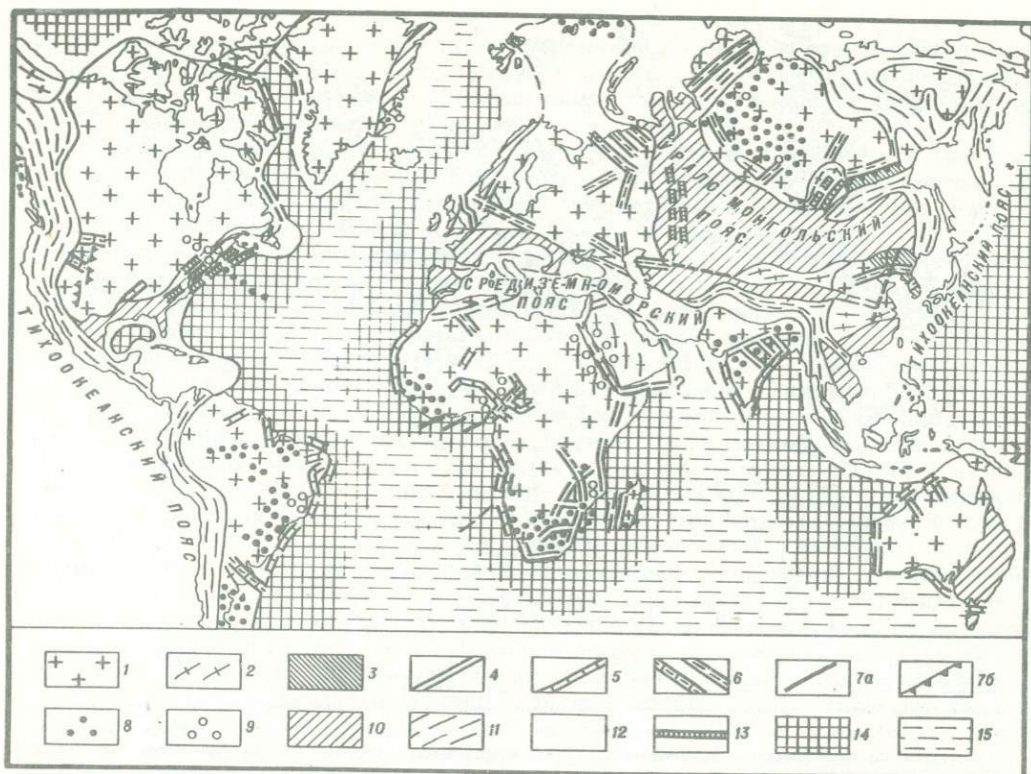 ТИХООКЕАНСКИЙ ПОЯС
РАЛО
МОНГОЛЬСКИЙ
ПОЯС
СРЕДИЗЕМНОМОРСКИЙ
ПОЯС
ТИХООКЕАНСКИЙ ПОЯС
?
1 2 3 4 5 6 7а 7б
8 9 10 11 12 13 14 15